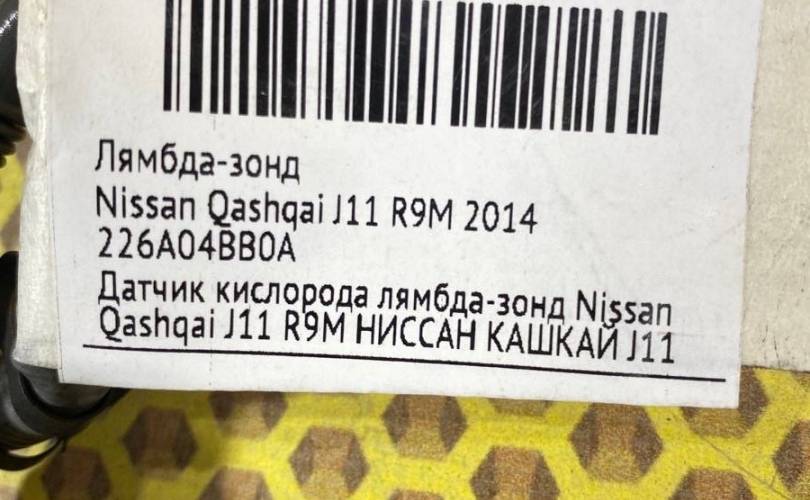 Лямбда-зонд
Nissan Qashqai J11 R9M 2014
226A04BB0A
Датчик кислорода лямбда-зонд Nissan
Qashqai J11 R9M НИССАН КАШКАЙ J11